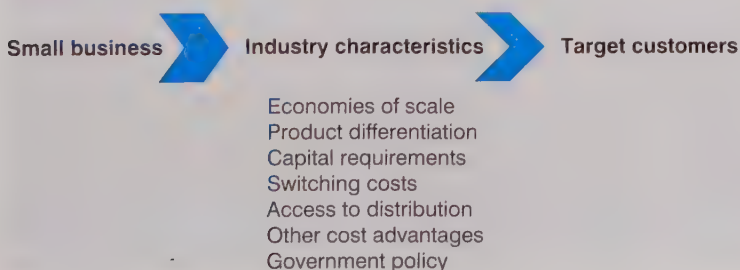 Small business Industry characteristics Target customers
Economies of scale
Product differentiation
Capital requirements
Switching costs
Access to distribution
Other cost advantages
Government policy